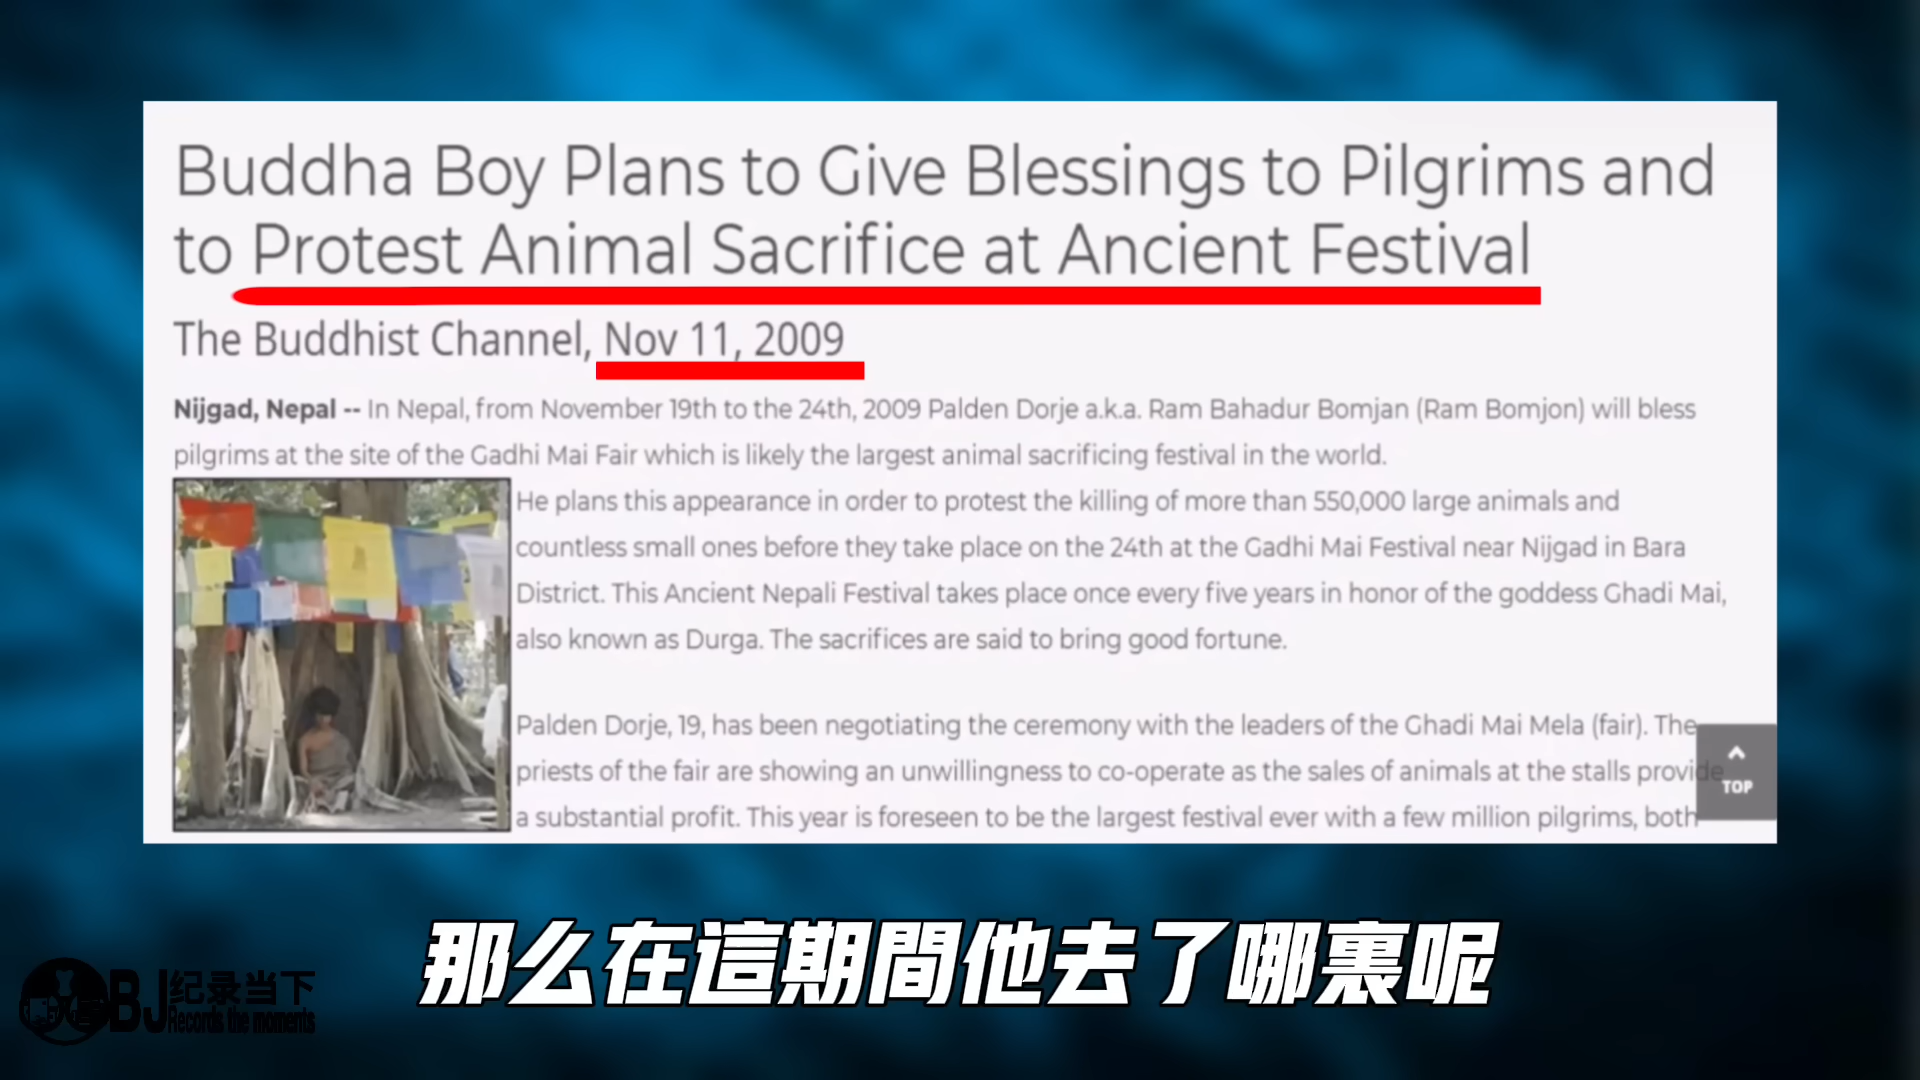 Buddha Boy Plans to Give Blessings to Pilgrims and
to Protest Animal Sacrifice at Ancient Festival
The Buddhist Channel, Nov 11, 2009
Nijgad, Nepal -- In Nepal, from November 19th to the 24th, 2009 Palden Dorje a.k.a. Ram Bahadur Bomjan (Ram Bomjon) will bless
pilgrims at the site of the Gadhi Mai Fair which is likely the largest animal sacrificing festival in the world.
He plans this appearance in order to protest the killing of more than 550,000 large animals and
countless small ones before they take place on the 24th at the Gadhi Mai Festival near Nijgad in Bara
District. This Ancient Nepali Festival takes place once every five years in honor of the goddess Ghadi Mai,
also known as Durga. The sacrifices are said to bring good fortune.
Palden Dorje, 19, has been negotiating the ceremony with the leaders of the Ghadi Mai Mela (fair). The
priests of the fair are showing an unwillingness to co-operate as the sales of animals at the stalls provide
a substantial profit. This year is foreseen to be the largest festival ever with a few million pilgrims, both
TOP
那么在這期間他去了哪裏呢
BJ纪录当下
Records the moments